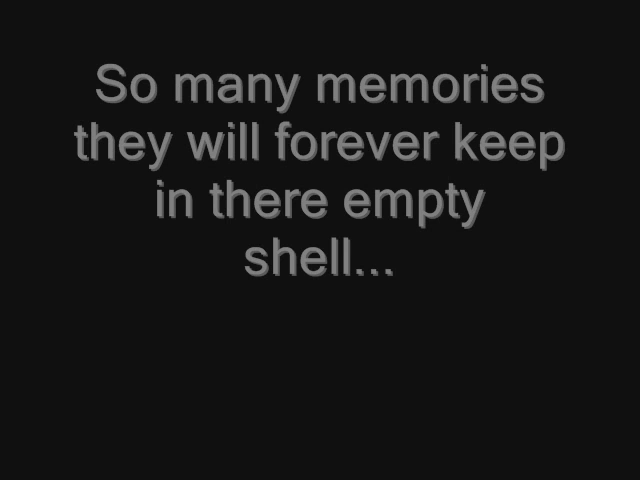 So many memories
they will forever keep
in there empty
shell...